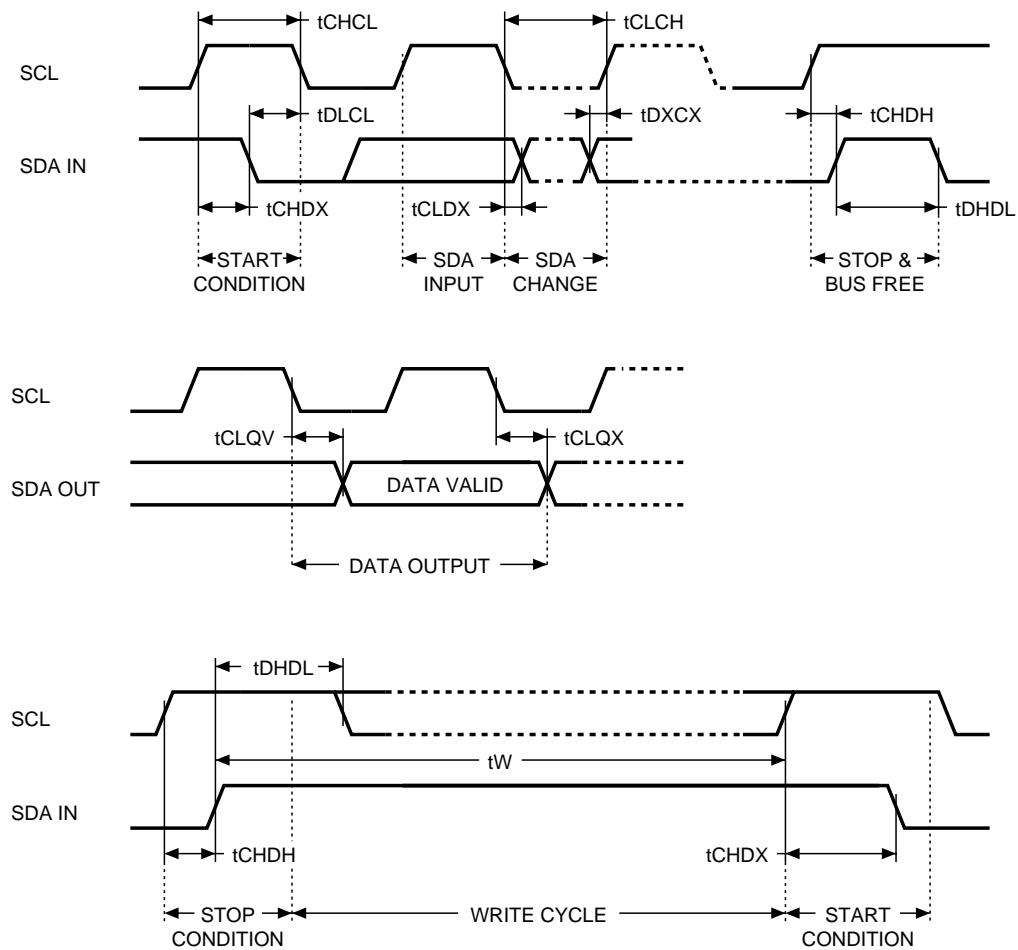 tCHCL tCLCH
SCL
tDLCL tDXCX tCHDH
SDA IN
tCHDX tCLDX tDHDL
START SDA SDA STOP &
CONDITION INPUT CHANGE BUS FREE
SCL
tCLQV tCLQX
SDA OUT DATA VALID
DATA OUTPUT
tDHDL
SCL
tW
SDA IN
tCHDH tCHDX
STOP WRITE CYCLE START
CONDITION CONDITION